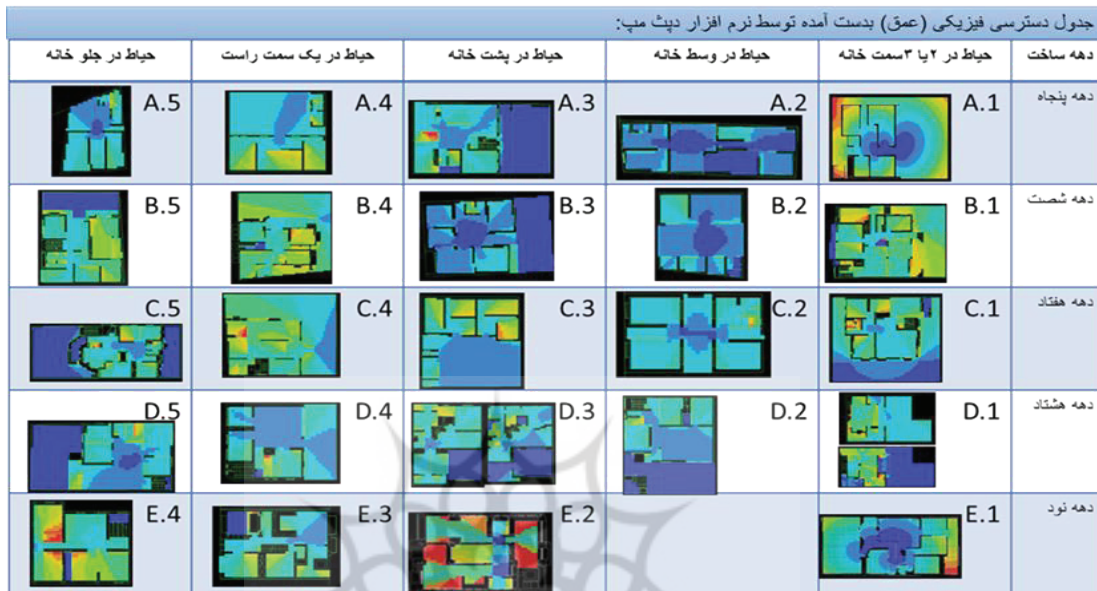 جدول دسترسی فیزیکی (عمق) بدست آمده توسط نرم افزار دپث مپ:
دهه ساخت حیاط در ۲ یا ۳سمت خانه حیاط در وسط خانه حیاط در پشت خانه حیاط در یک سمت راست حیاط در جلو خانه
دهه پنجاه A.1 A.2 A.3 A.4 A.5
دهه شصت B.1 B.2 B.3 B.4 B.5
دهه هفتاد C.1 C.2 C.3 C.4 C.5
دهه هشتاد D.1 D.2 D.3 D.4 D.5
دهه نود E.1 E.2 E.3 E.4